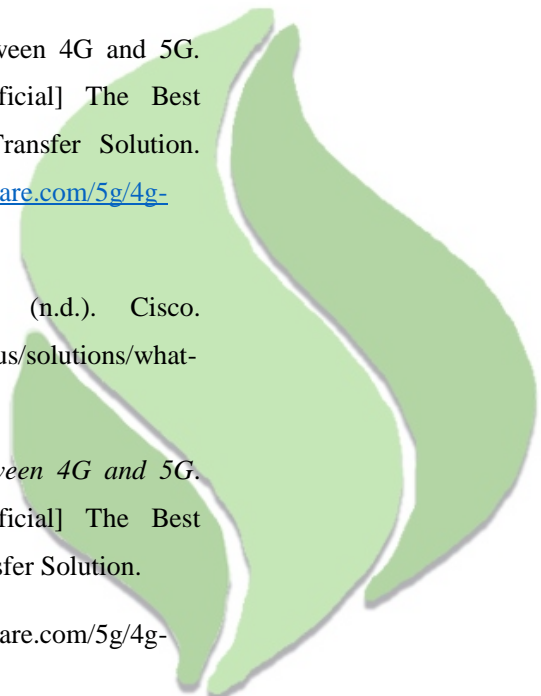 ween 4G and 5G.
ficial] The Best
Transfer Solution.
are.com/5g/4g-
(n.d.). Cisco.
us/solutions/what-
ween 4G and 5G.
ficial] The Best
sfer Solution.
are.com/5g/4g-